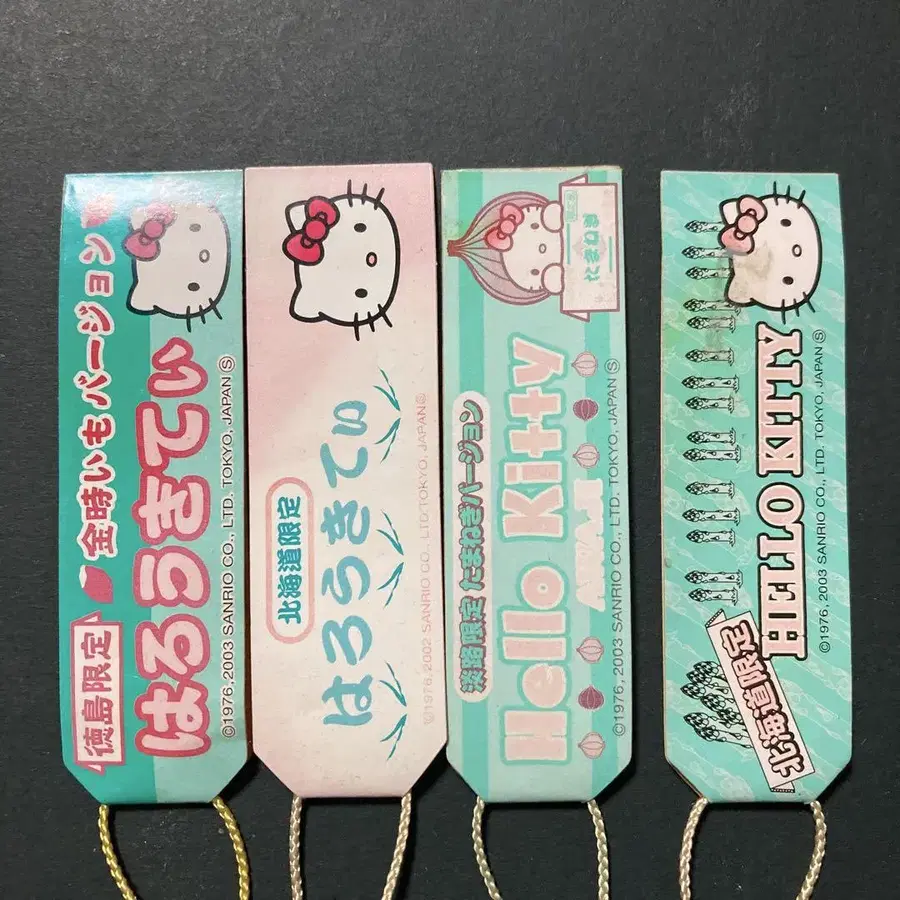 金時いもバージョン
徳島限定
はろうきてぃ
©1976,2003 SANRIO CO., LTD. TOKYO, JAPAN Ⓢ
北海道限定
はろうきてぃ
©1976,2002 SANRIO CO., LTD.TOKYO, JAPAN
たまねぎ
淡路限定 たまねぎバージョン
Hello Kitty
AWAJI
©1976,2003 SANRIO CO., LTD. TOKYO, JAPAN Ⓢ
北海道限定
HELLO KITTY
©1976,2003 SANRIO CO., LTD. TOKYO, JAPAN Ⓢ